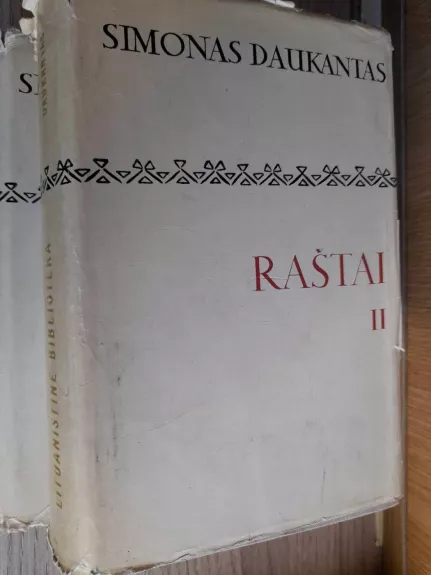 SIMONAS DAUKANTAS
RAŠTAI
II
LITUANISTINĖ BIBLIOTEKA